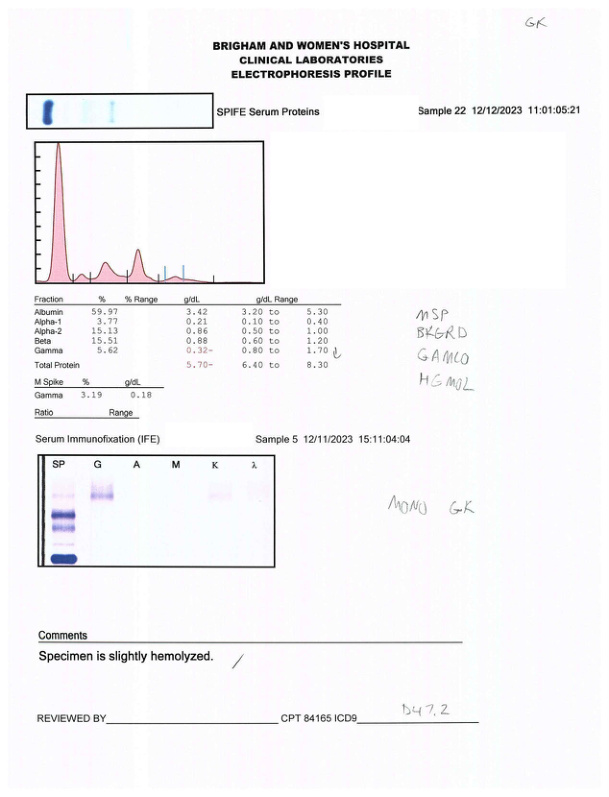 GK
BRIGHAM AND WOMEN'S HOSPITAL
CLINICAL LABORATORIES
ELECTROPHORESIS PROFILE
SPIFE Serum Proteins Sample 22 12/12/2023 11:01:05:21
Fraction % % Range g/dL g/dL Range
Albumin 59.97 3.42 3.20 to 5.30
Alpha-1 3.77 0.21 0.10 to 0.40
Alpha-2 15.13 0.86 0.50 to 1.00
Beta 15.51 0.88 0.60 to 1.20
Gamma 5.62 0.32- 0.80 to 1.70 ↓
Total Protein 5.70- 6.40 to 8.30
MSP
BKGRD
GAMLO
HGMOL
M Spike % g/dL
Gamma 3.19 0.18
Ratio Range
Serum Immunofixation (IFE) Sample 5 12/11/2023 15:11:04:04
SP G A M K λ
MONO GK
Comments
Specimen is slightly hemolyzed.
REVIEWED BY CPT 84165 ICD9 D47.2